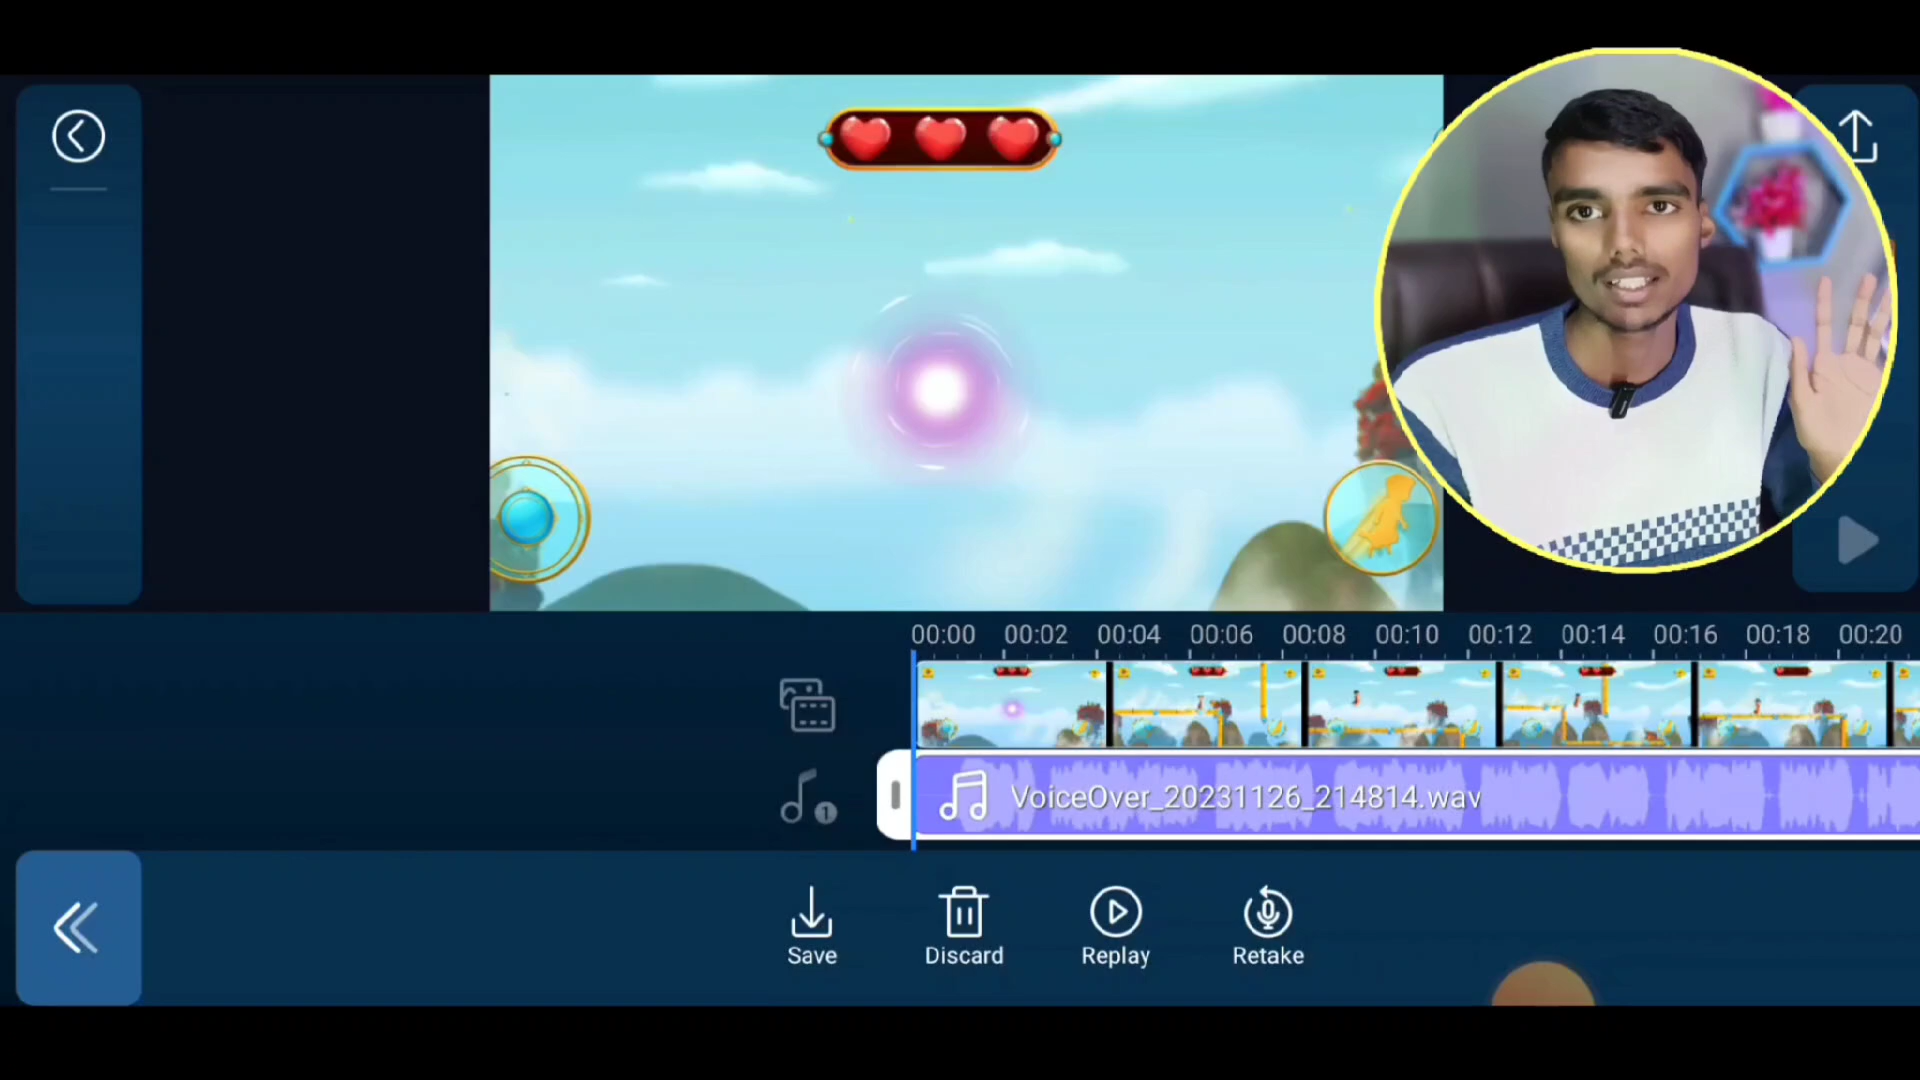 00:00 00:02 00:04 00:06 00:08 00:10 00:12 00:14 00:16 00:18 00:20
VoiceOver_20231126_214814.wav
1
Save Discard Replay Retake